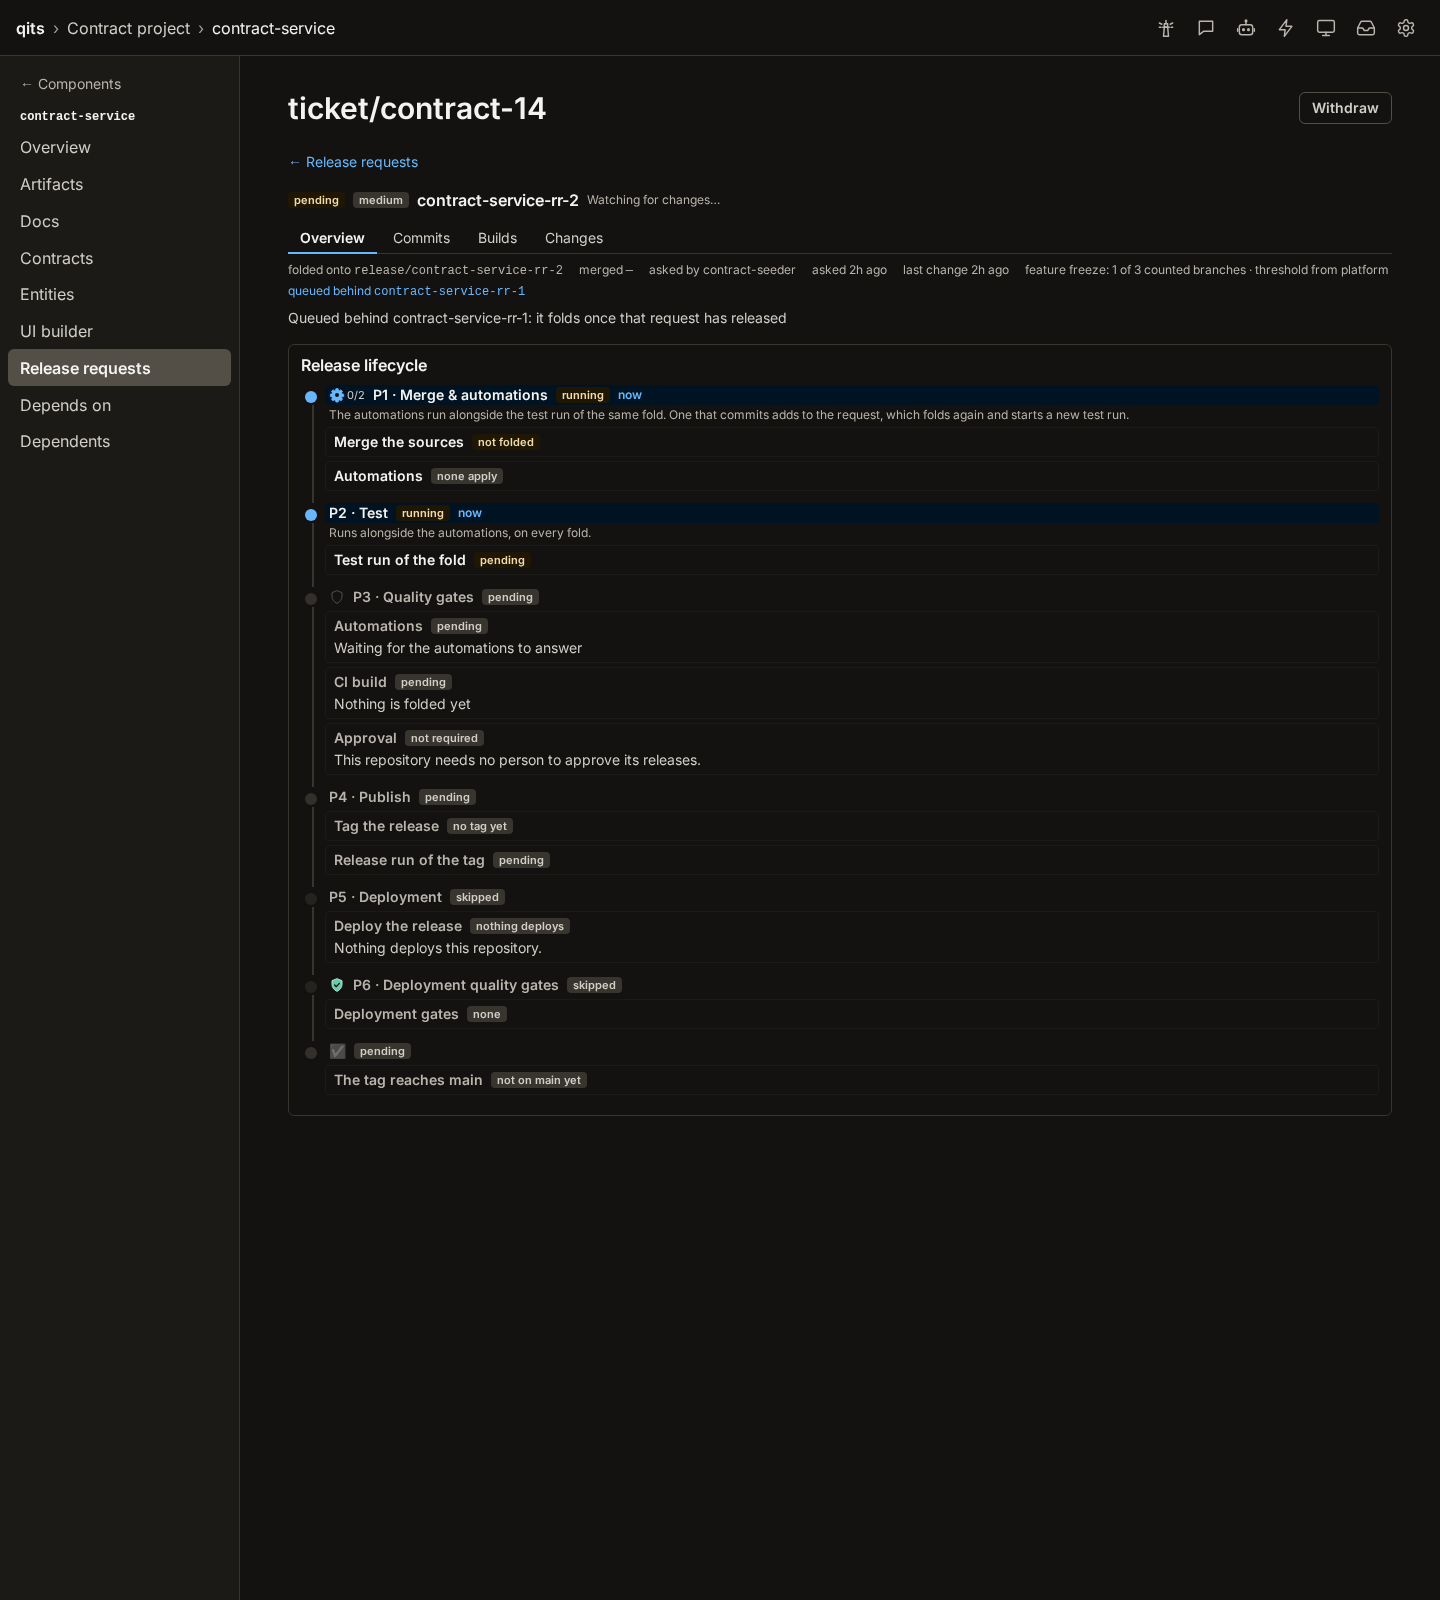 qits › Contract project › contract-service
← Components
contract-service
Overview
Artifacts
Docs
Contracts
Entities
UI builder
Release requests
Depends on
Dependents
ticket/contract-14
Withdraw
← Release requests
pending medium contract-service-rr-2 Watching for changes…
Overview Commits Builds Changes
folded onto release/contract-service-rr-2 merged — asked by contract-seeder asked 2h ago last change 2h ago feature freeze: 1 of 3 counted branches · threshold from platform
queued behind contract-service-rr-1
Queued behind contract-service-rr-1: it folds once that request has released
Release lifecycle
0/2 P1 · Merge & automations running now
The automations run alongside the test run of the same fold. One that commits adds to the request, which folds again and starts a new test run.
Merge the sources not folded
Automations none apply
P2 · Test running now
Runs alongside the automations, on every fold.
Test run of the fold pending
P3 · Quality gates pending
Automations pending
Waiting for the automations to answer
CI build pending
Nothing is folded yet
Approval not required
This repository needs no person to approve its releases.
P4 · Publish pending
Tag the release no tag yet
Release run of the tag pending
P5 · Deployment skipped
Deploy the release nothing deploys
Nothing deploys this repository.
P6 · Deployment quality gates skipped
Deployment gates none
pending
The tag reaches main not on main yet